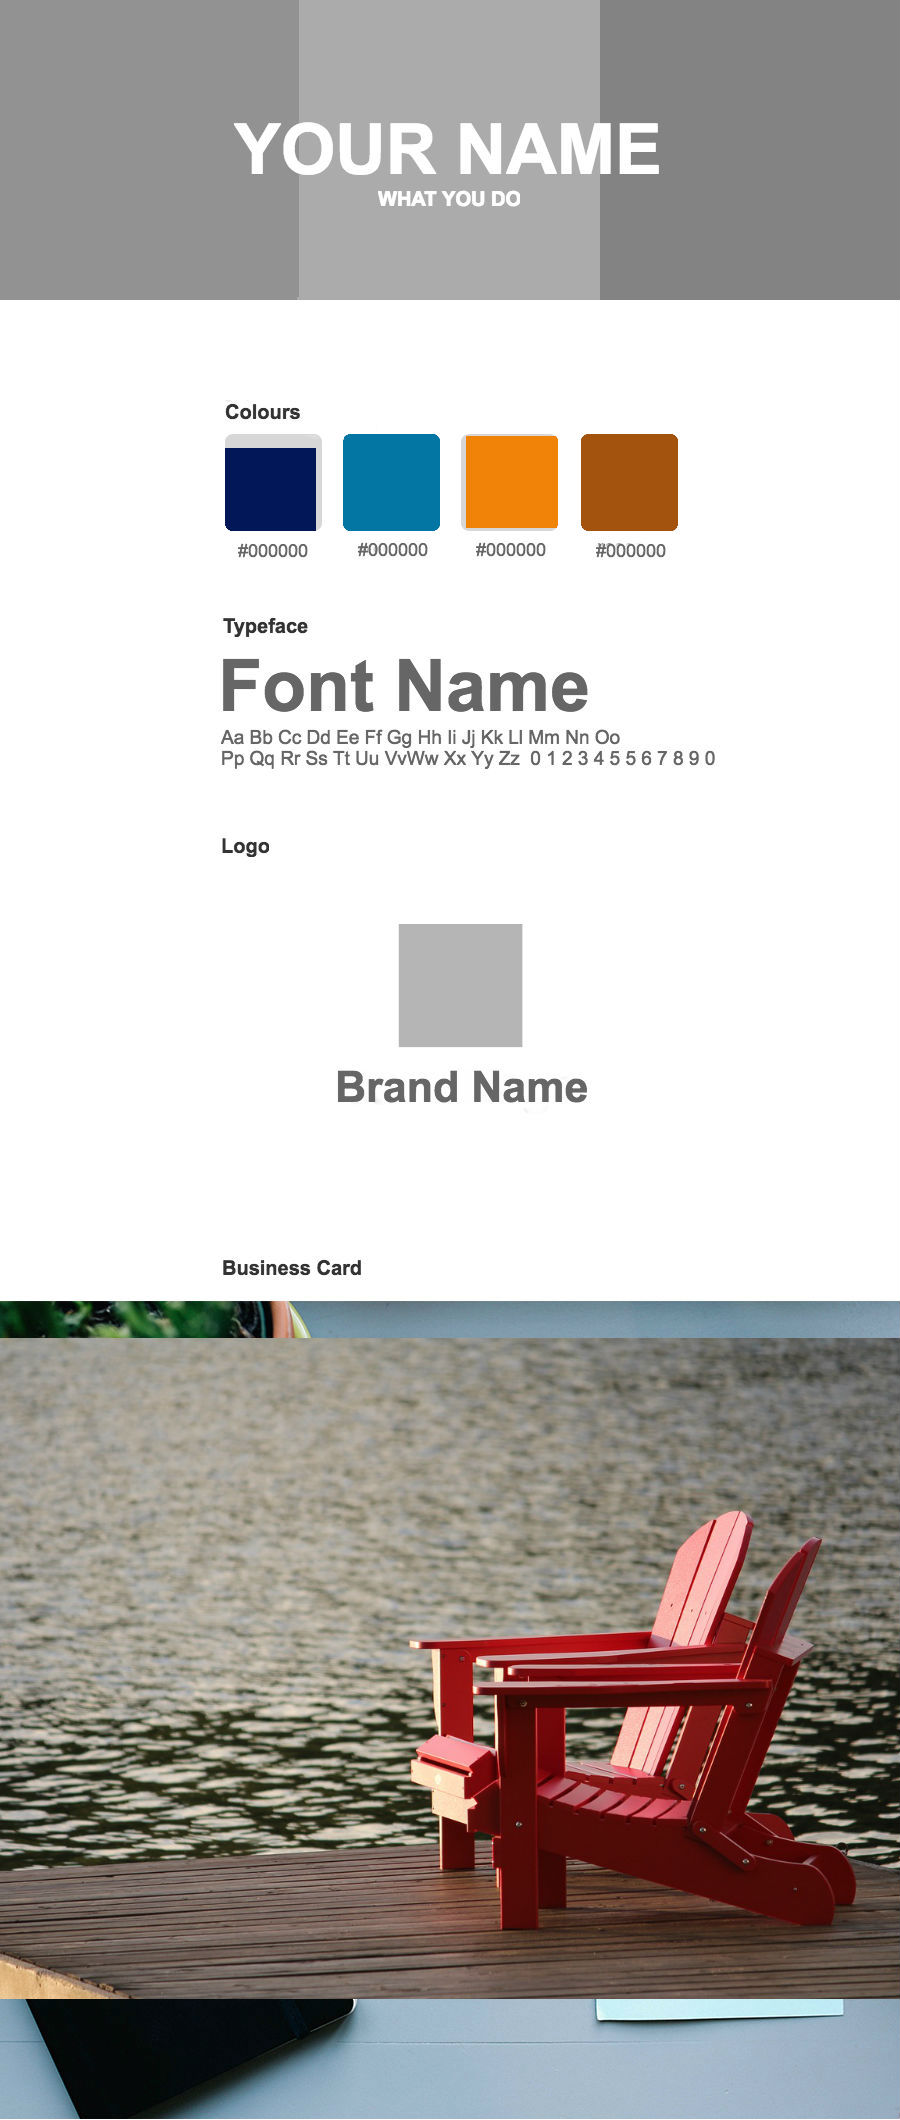 YOUR NAME
WHAT YOU DO
Colours
#000000 #000000 #000000 #000000
Typeface
Font Name
Aa Bb Cc Dd Ee Ff Gg Hh Ii Jj Kk Ll Mm Nn Oo
Pp Qq Rr Ss Tt Uu VvWw Xx Yy Zz 0 1 2 3 4 5 5 6 7 8 9 0
Logo
Brand Name
Business Card